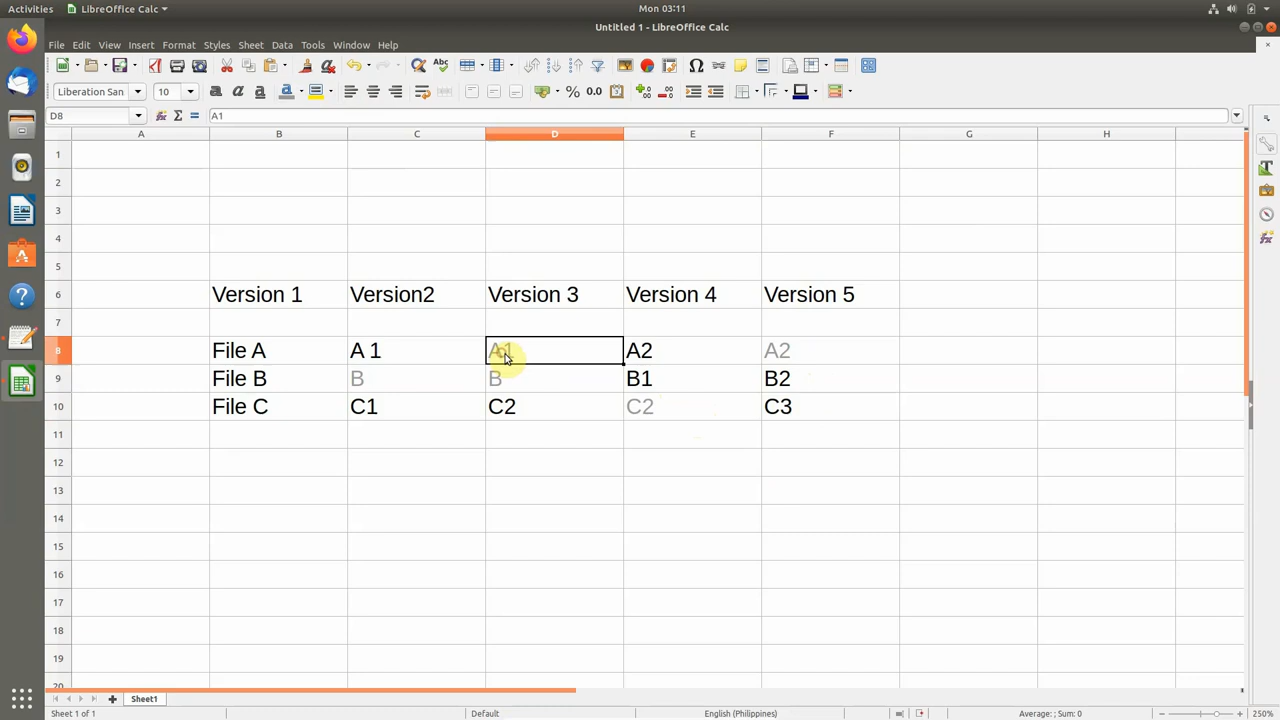 Activities LibreOffice Calc Mon 03:11
Untitled 1 - LibreOffice Calc
File Edit View Insert Format Styles Sheet Data Tools Window Help
Liberation San 10
D8 A1
A B C D E F G H
1
2
3
4
5
6 Version 1 Version2 Version 3 Version 4 Version 5
7
8 File A A 1 A1 A2 A2
9 File B B B B1 B2
10 File C C1 C2 C2 C3
11
12
13
14
15
16
17
18
19
20
Sheet1
Sheet 1 of 1 Default English (Philippines) Average: ; Sum: 0 250%